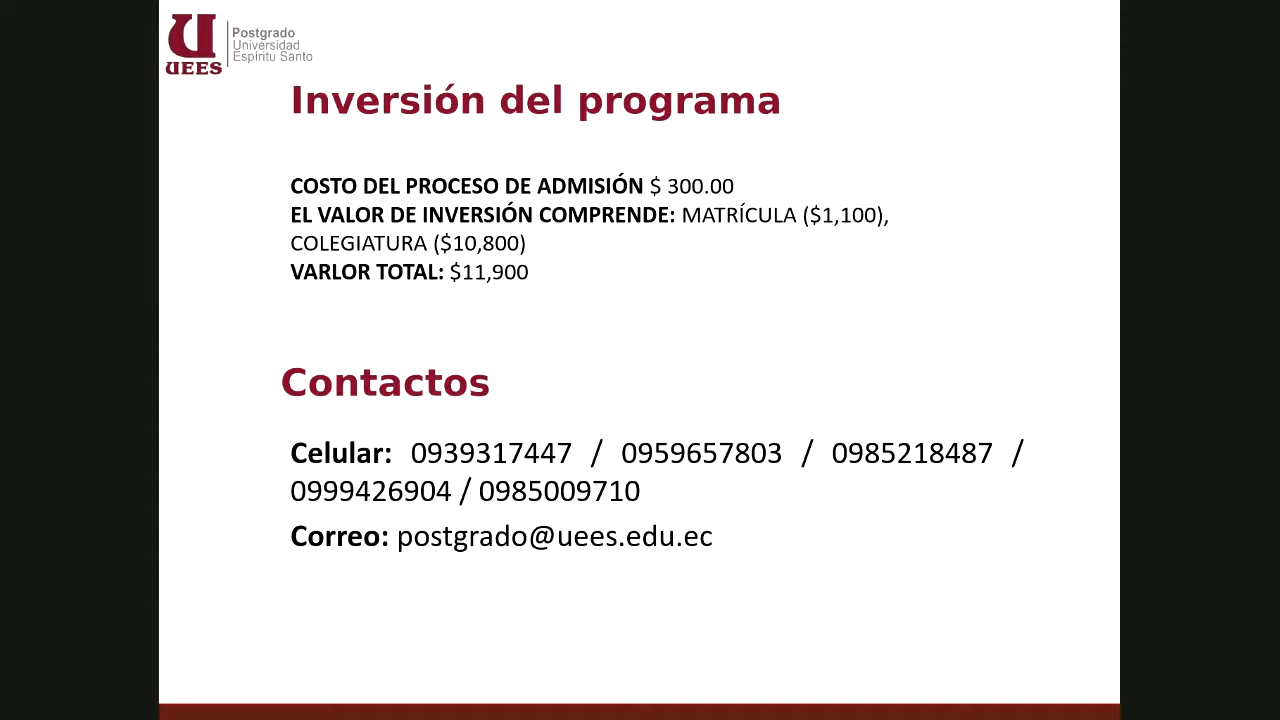 UEES
Postgrado
Universidad
Espíritu Santo
Inversión del programa
COSTO DEL PROCESO DE ADMISIÓN $ 300.00
EL VALOR DE INVERSIÓN COMPRENDE: MATRÍCULA ($1,100),
COLEGIATURA ($10,800)
VARLOR TOTAL: $11,900
Contactos
Celular: 0939317447 / 0959657803 / 0985218487 /
0999426904 / 0985009710
Correo: postgrado@uees.edu.ec